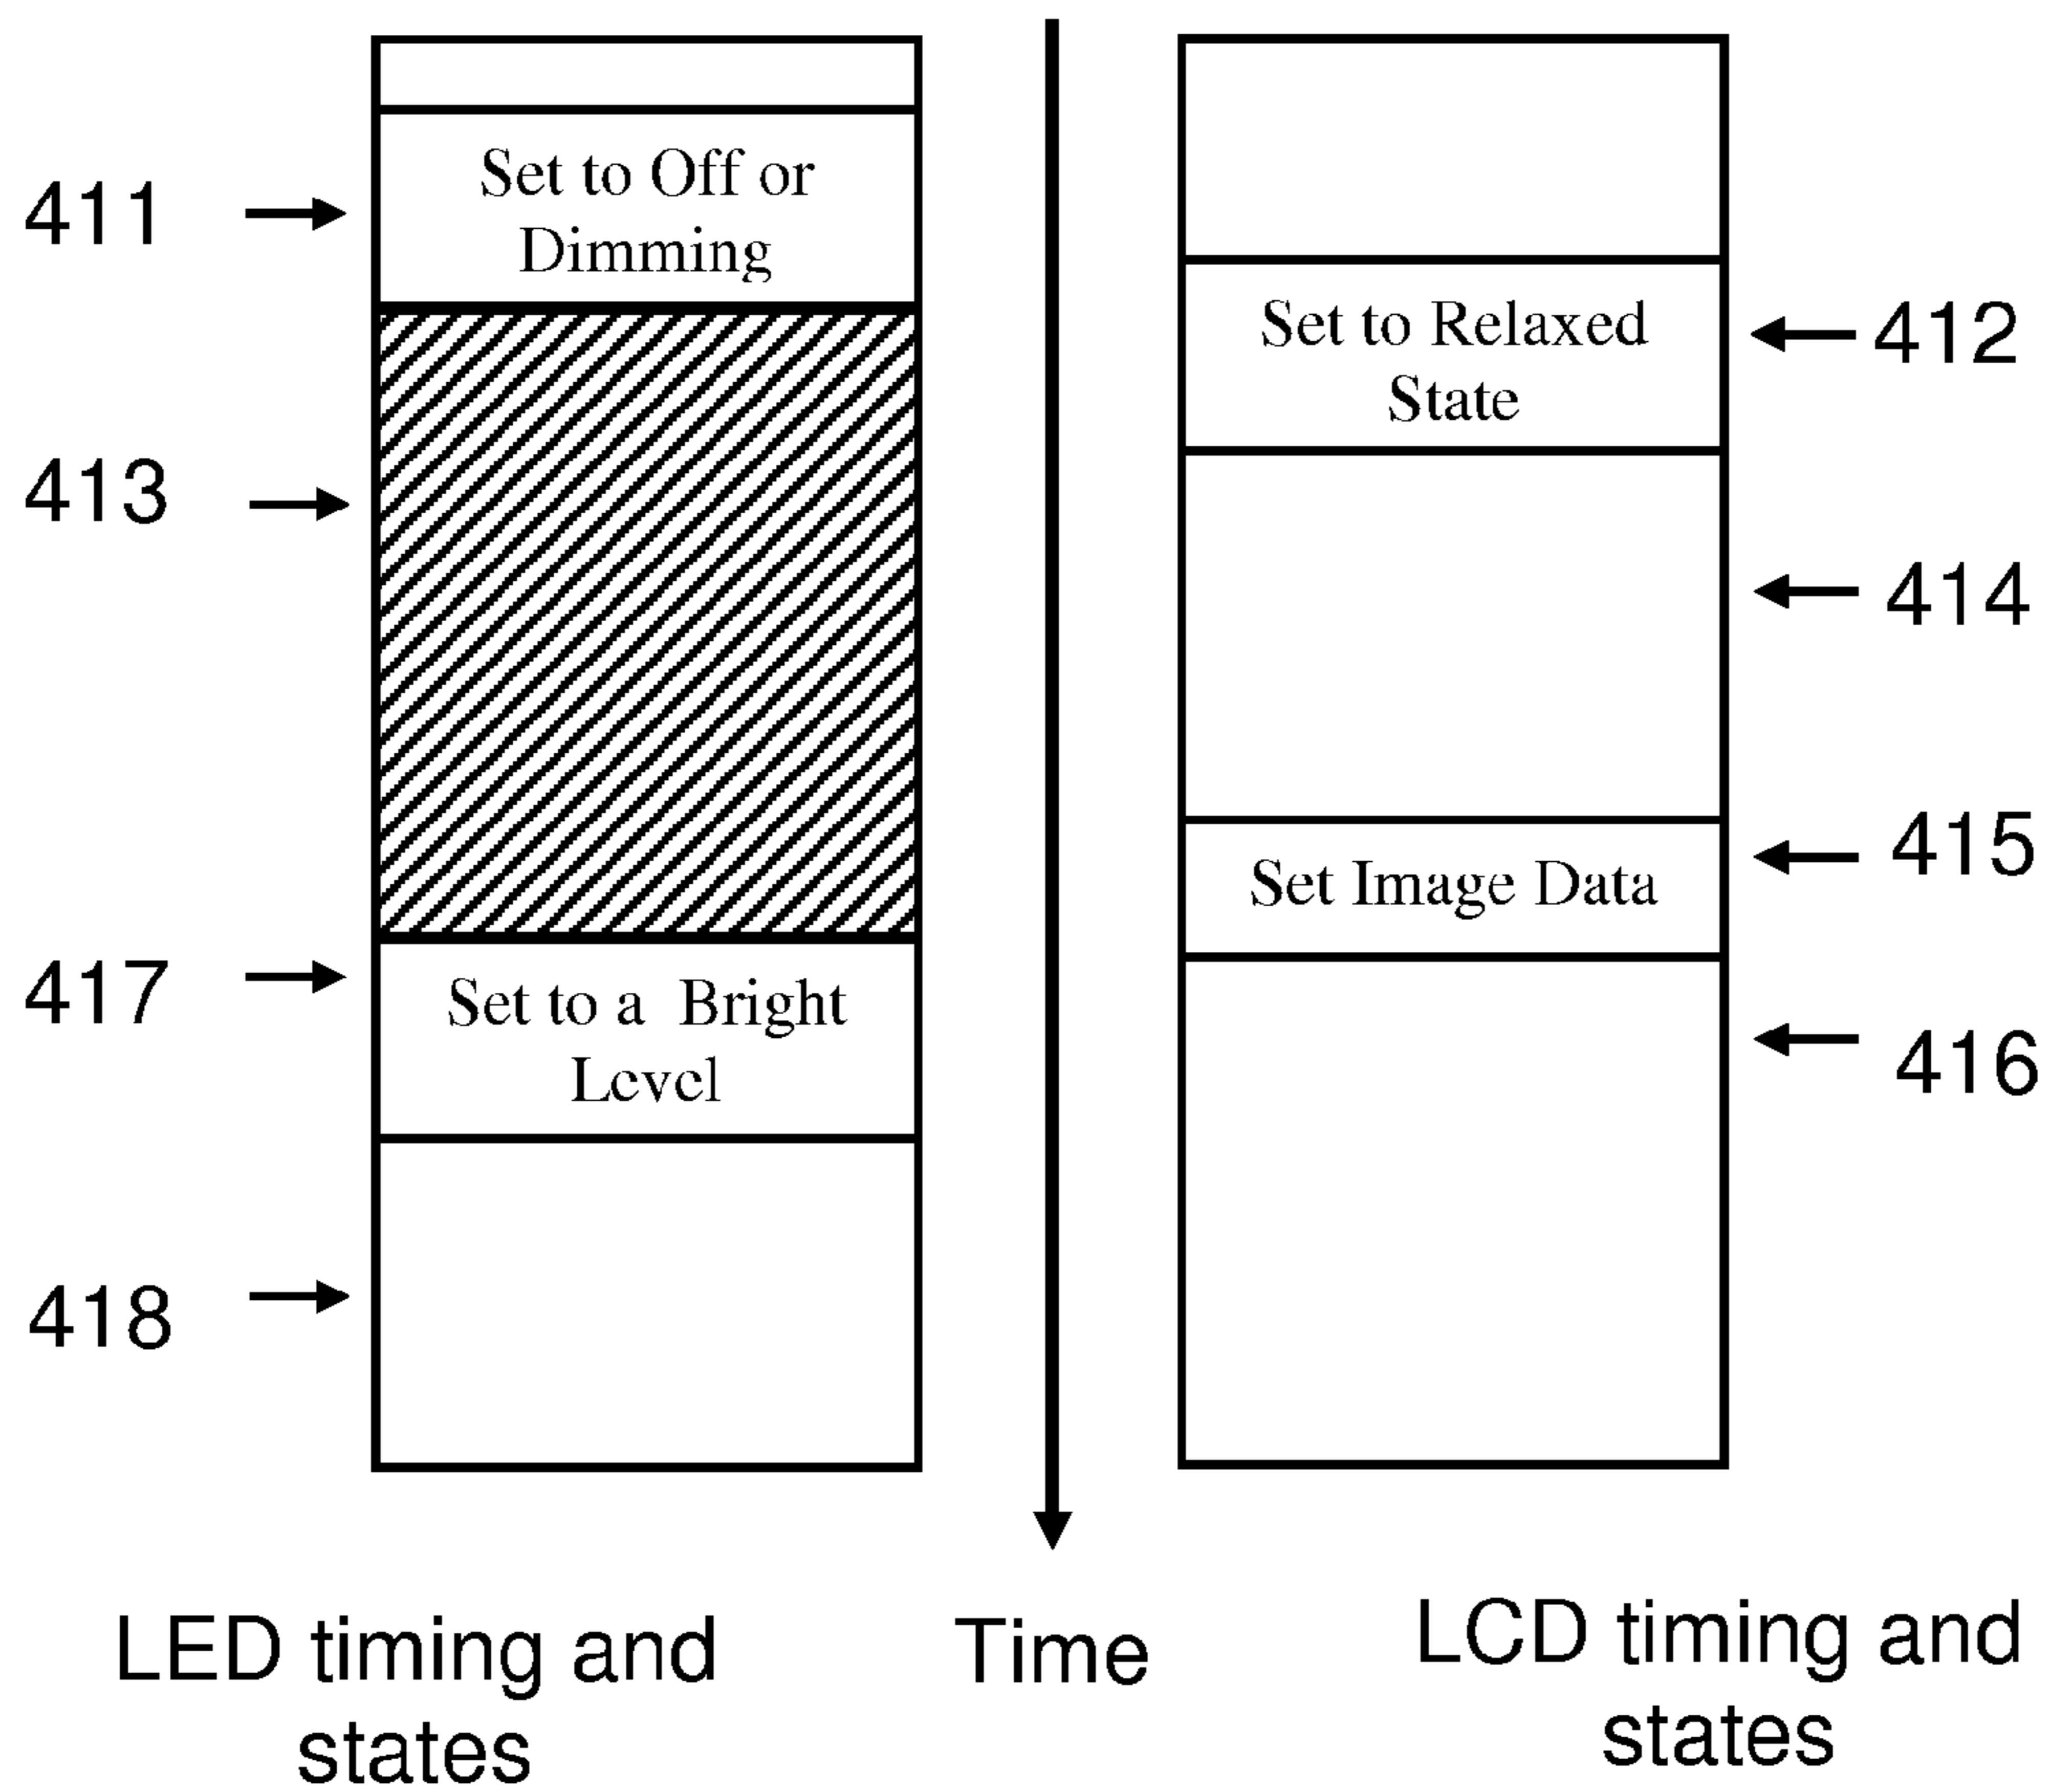 411
Set to Off or
Dimming
Set to Relaxed
State
412
413
414
415
Set Image Data
417
Set to a Bright
Level
416
418
LED timing and
states
Time
LCD timing and
states